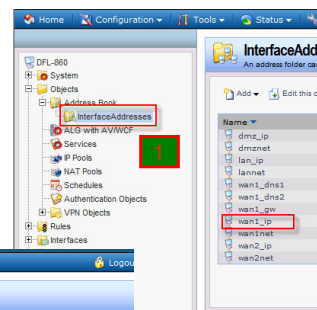 Home Configuration Tools Status
DFL-860
System
Objects
Address Book
InterfaceAddresses
ALG with AV/WCF
Services
IP Pools
NAT Pools
Schedules
Authentication Objects
VPN Objects
Rules
Interfaces
1
InterfaceAdd
An address folder ca
Add Edit this
Name
dmz_ip
dmznet
lan_ip
lannet
wan1_dns1
wan1_dns2
wan1_gw
wan1_ip
wan1net
wan2_ip
wan2net
Logou